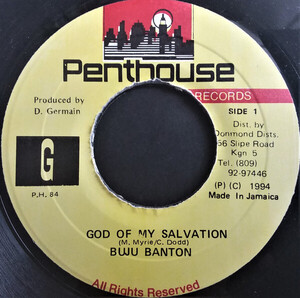 Penthouse
RECORDS
Produced by
D. Germain
SIDE 1
Dist. by
Donmond Dists.
56 Slipe Road
Kgn 5
Tel. (809)
92-97446
(P) (C) 1994
Made In Jamaica
G
P.H. 84
GOD OF MY SALVATION
(M, Myrie/C. Dodd)
BUJU BANTON
All Rights Reserved